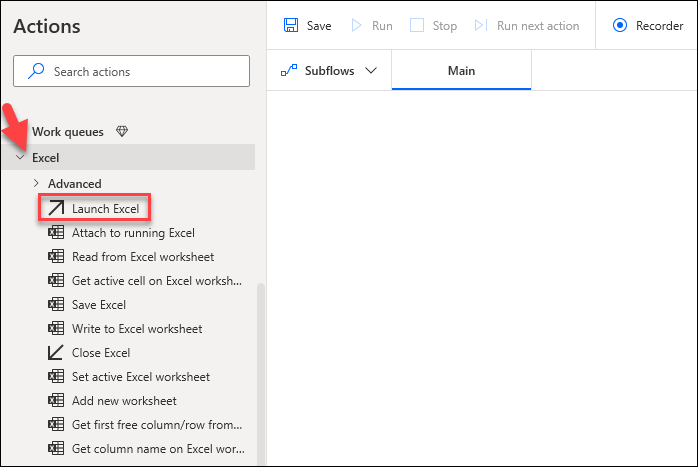 Actions
Save Run Stop Run next action Recorder
Search actions
Subflows Main
Work queues
Excel
Advanced
Launch Excel
Attach to running Excel
Read from Excel worksheet
Get active cell on Excel worksh...
Save Excel
Write to Excel worksheet
Close Excel
Set active Excel worksheet
Add new worksheet
Get first free column/row from...
Get column name on Excel wor...